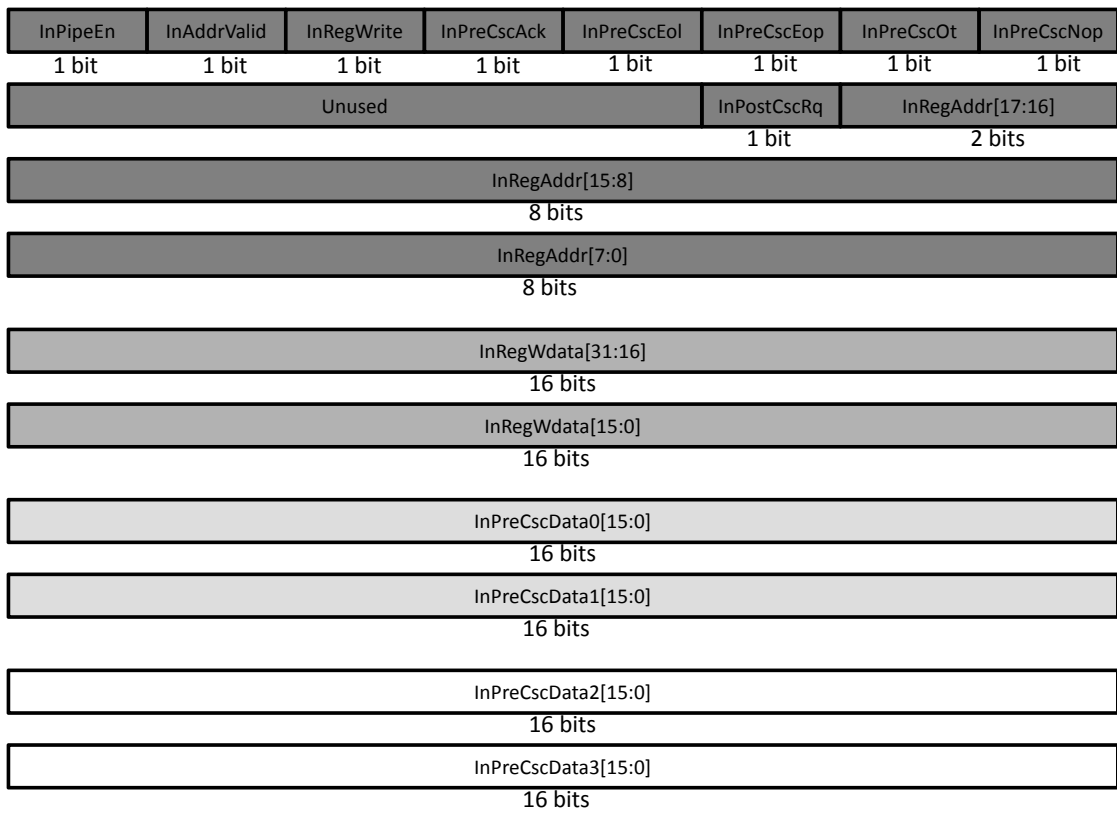 InPipeEn InAddrValid InRegWrite InPreCscAck InPreCscEol InPreCscEop InPreCscOt InPreCscNop
1 bit 1 bit 1 bit 1 bit 1 bit 1 bit 1 bit 1 bit
Unused InPostCscRq InRegAddr[17:16]
1 bit 2 bits
InRegAddr[15:8]
8 bits
InRegAddr[7:0]
8 bits
InRegWdata[31:16]
16 bits
InRegWdata[15:0]
16 bits
InPreCscData0[15:0]
16 bits
InPreCscData1[15:0]
16 bits
InPreCscData2[15:0]
16 bits
InPreCscData3[15:0]
16 bits